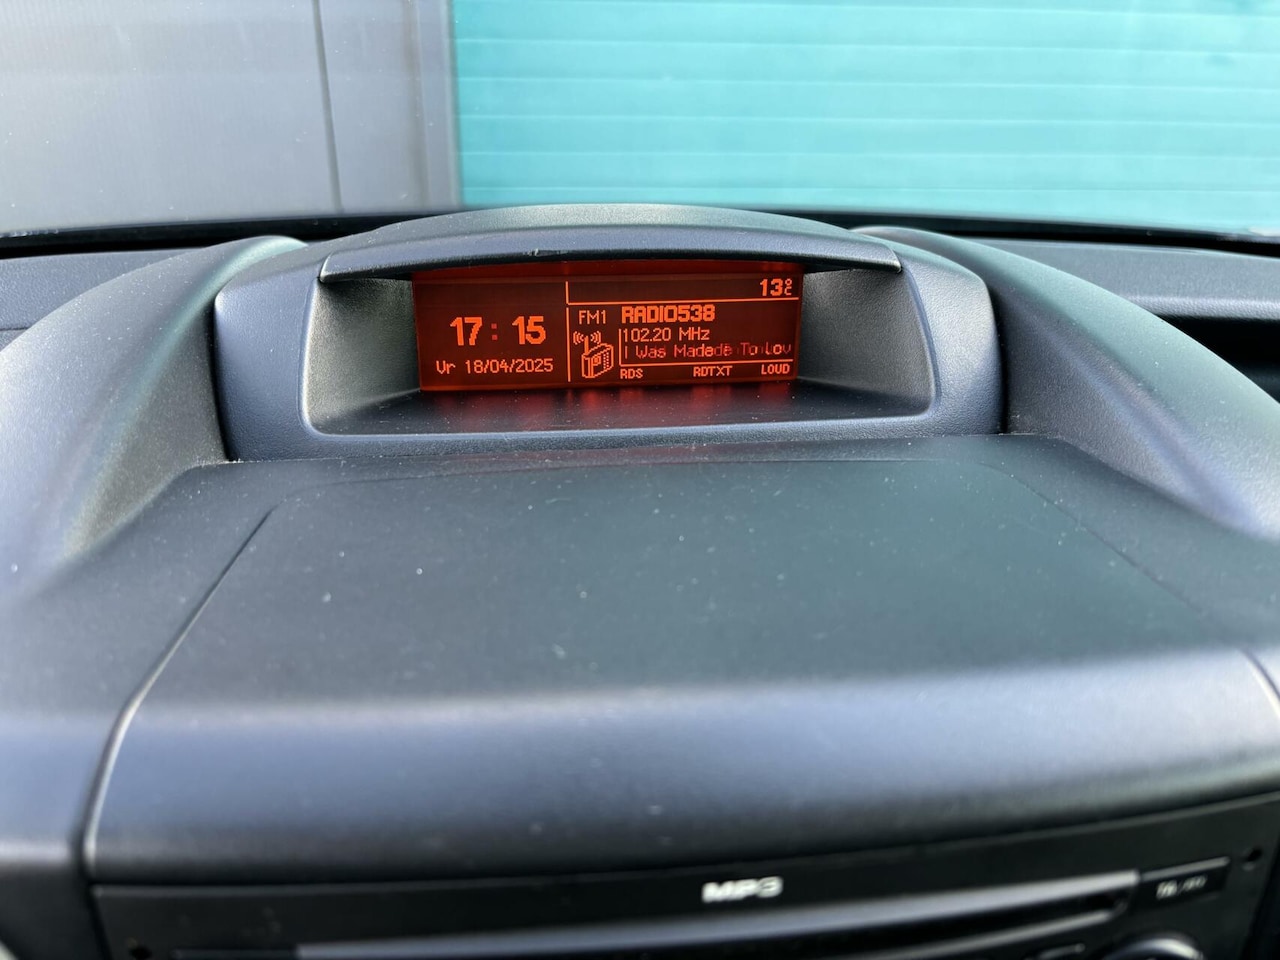 13°C
17:15
FM1 RADIO538
102.20 MHz
I Was
To Lov
Vr 18/04/2025
RDS RDTXT LOUD
MP3